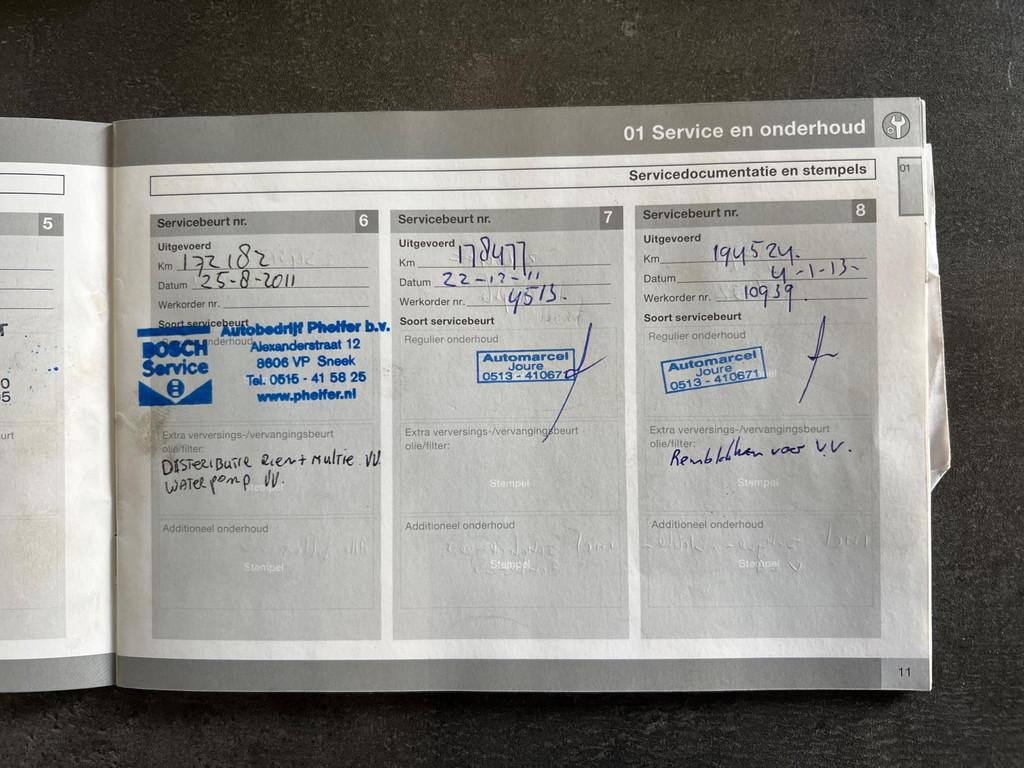 01 Service en onderhoud
01
Servicedocumentatie en stempels
5
Servicebeurt nr. 6
Uitgevoerd
Km 172182
Datum 25-8-2011
Werkorder nr.
Soort servicebeurt
BOSCH
Service
Autobedrijf Pheifer b.v.
Alexanderstraat 12
8606 VP Sneek
Tel. 0515 - 41 58 25
www.pheifer.nl
Extra verversings-/vervangingsbeurt
olie/filter:
DISTRIBUTIE RIEM + MULTIE VV.
WATERPOMP VV.
Stempel
Additioneel onderhoud
Stempel
Servicebeurt nr. 7
Uitgevoerd
Km 178477
Datum 22-12-11
Werkorder nr. 4513.
Soort servicebeurt
Regulier onderhoud
Automarcel
Joure
0513 - 410671
Extra verversings-/vervangingsbeurt
olie/filter:
Stempel
Additioneel onderhoud
Stempel
Servicebeurt nr. 8
Uitgevoerd
Km 194524.
Datum 4-1-13-
Werkorder nr. 10939.
Soort servicebeurt
Regulier onderhoud
Automarcel
Joure
0513 - 410671
Extra verversings-/vervangingsbeurt
olie/filter:
Remblokken voor V.V.
Stempel
Additioneel onderhoud
Stempel
11